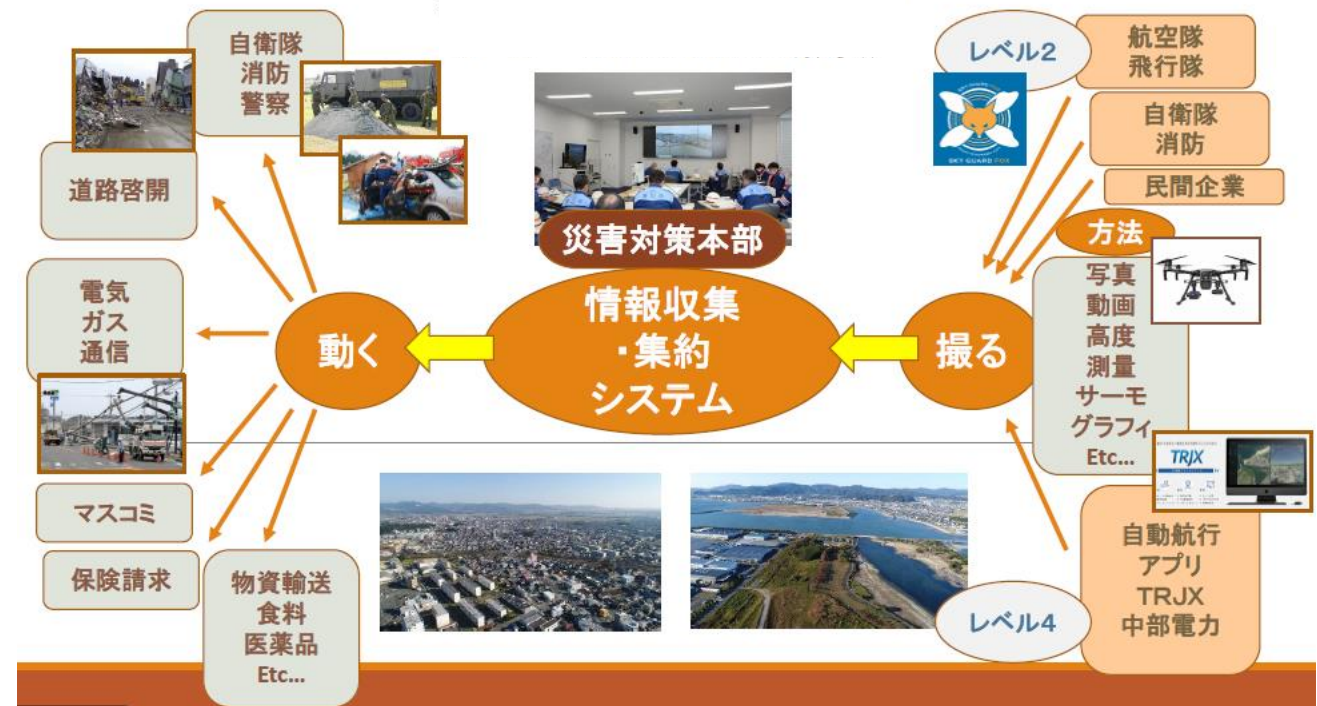 自衛隊
消防
警察
道路啓開
電気
ガス
通信
マスコミ
保険請求
物資輸送
食料
医薬品
Etc...
動く
災害対策本部
情報収集
・集約
システム
撮る
レベル2
航空隊
飛行隊
自衛隊
消防
民間企業
SKY GUARD FOX
方法
写真
動画
高度
測量
サーモ
グラフィ
Etc...
TRJX
レベル4
自動航行
アプリ
TRJX
中部電力